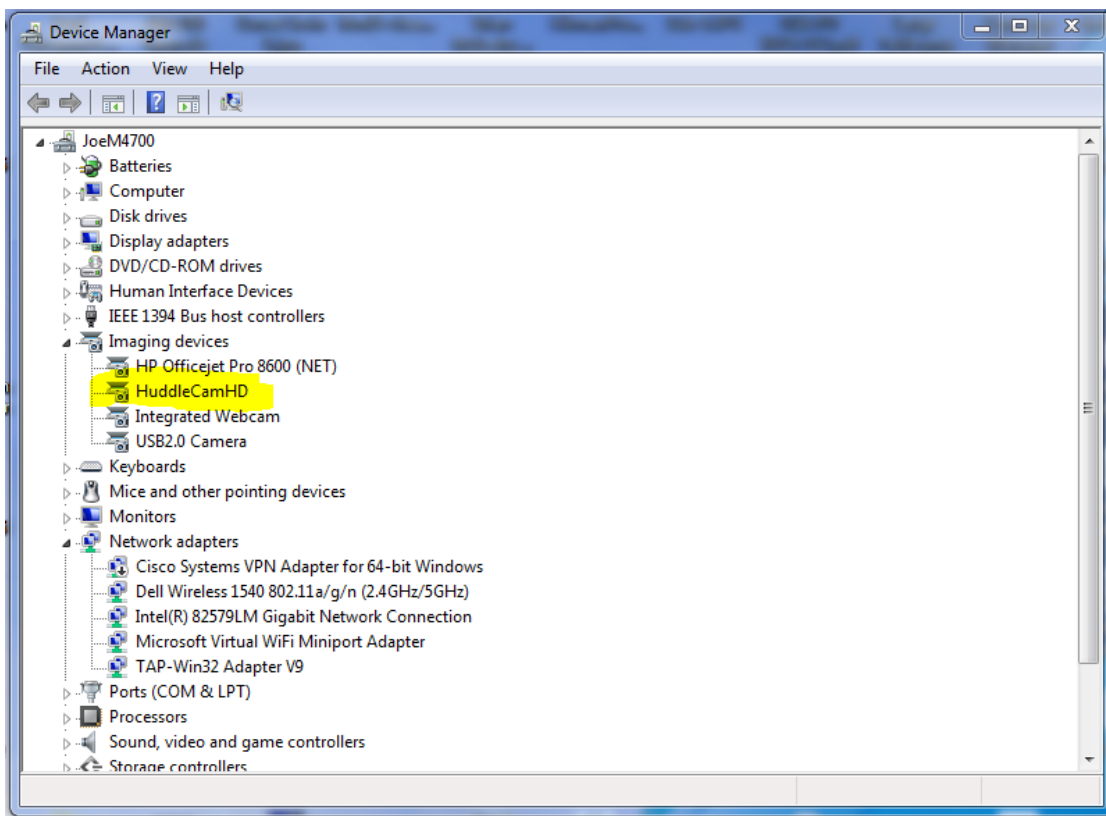 Device Manager
File Action View Help
JoeM4700
Batteries
Computer
Disk drives
Display adapters
DVD/CD-ROM drives
Human Interface Devices
IEEE 1394 Bus host controllers
Imaging devices
HP Officejet Pro 8600 (NET)
HuddleCamHD
Integrated Webcam
USB2.0 Camera
Keyboards
Mice and other pointing devices
Monitors
Network adapters
Cisco Systems VPN Adapter for 64-bit Windows
Dell Wireless 1540 802.11a/g/n (2.4GHz/5GHz)
Intel(R) 82579LM Gigabit Network Connection
Microsoft Virtual WiFi Miniport Adapter
TAP-Win32 Adapter V9
Ports (COM & LPT)
Processors
Sound, video and game controllers
Storage controllers